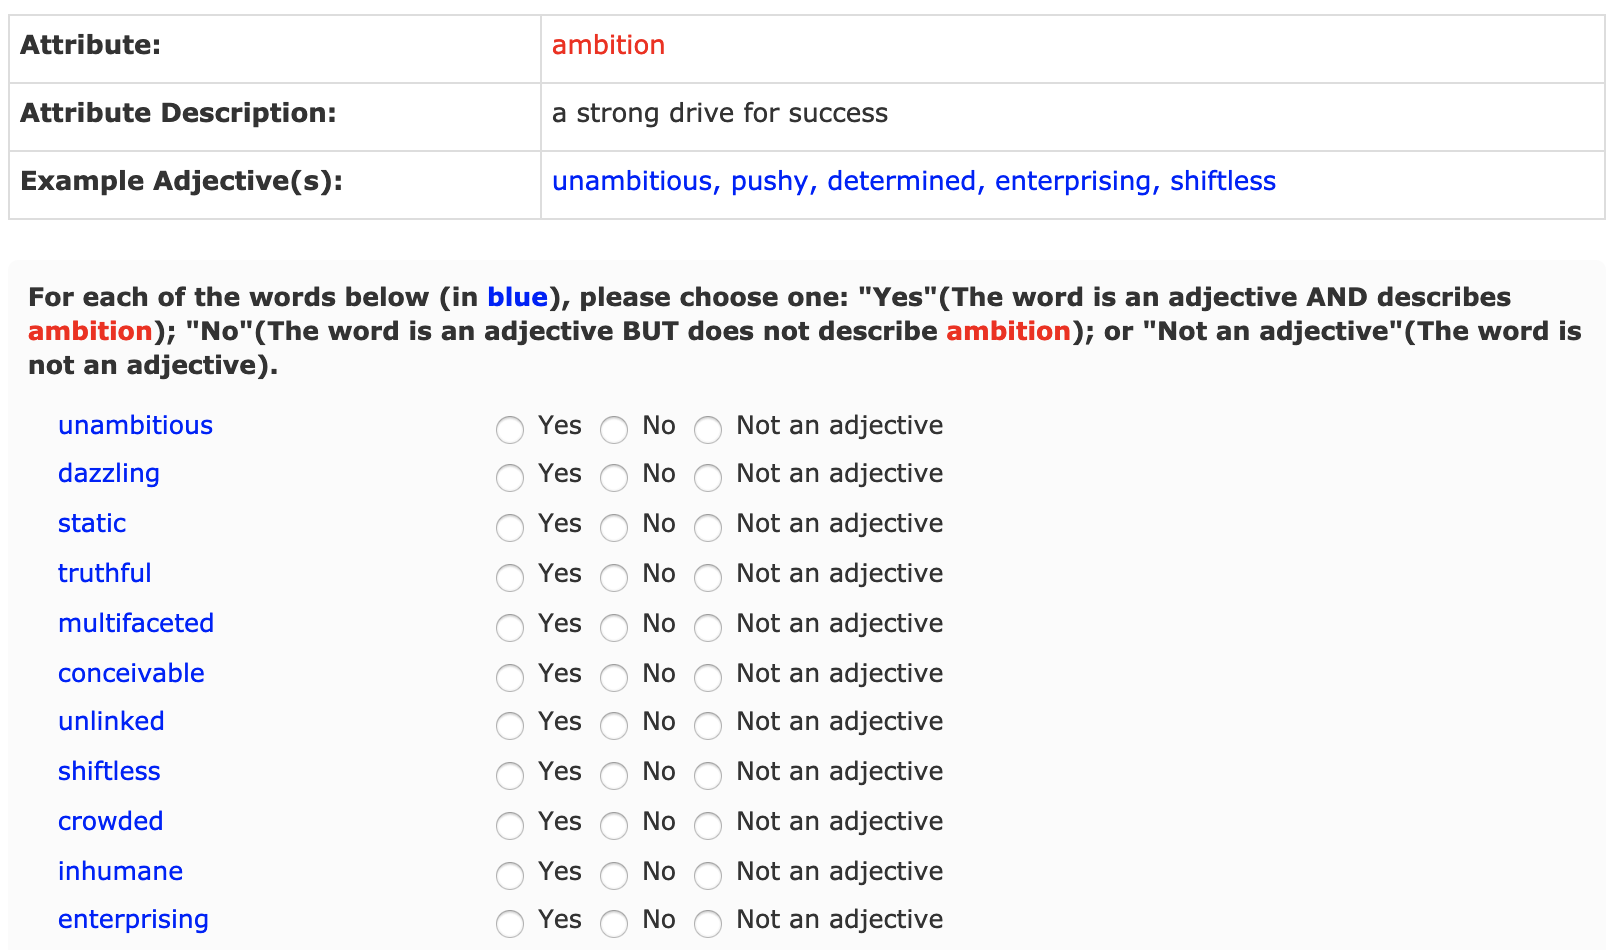 Attribute: ambition
Attribute Description: a strong drive for success
Example Adjective(s): unambitious, pushy, determined, enterprising, shiftless
For each of the words below (in blue), please choose one: "Yes"(The word is an adjective AND describes
ambition); "No"(The word is an adjective BUT does not describe ambition); or "Not an adjective"(The word is
not an adjective).
unambitious Yes No Not an adjective
dazzling Yes No Not an adjective
static Yes No Not an adjective
truthful Yes No Not an adjective
multifaceted Yes No Not an adjective
conceivable Yes No Not an adjective
unlinked Yes No Not an adjective
shiftless Yes No Not an adjective
crowded Yes No Not an adjective
inhumane Yes No Not an adjective
enterprising Yes No Not an adjective